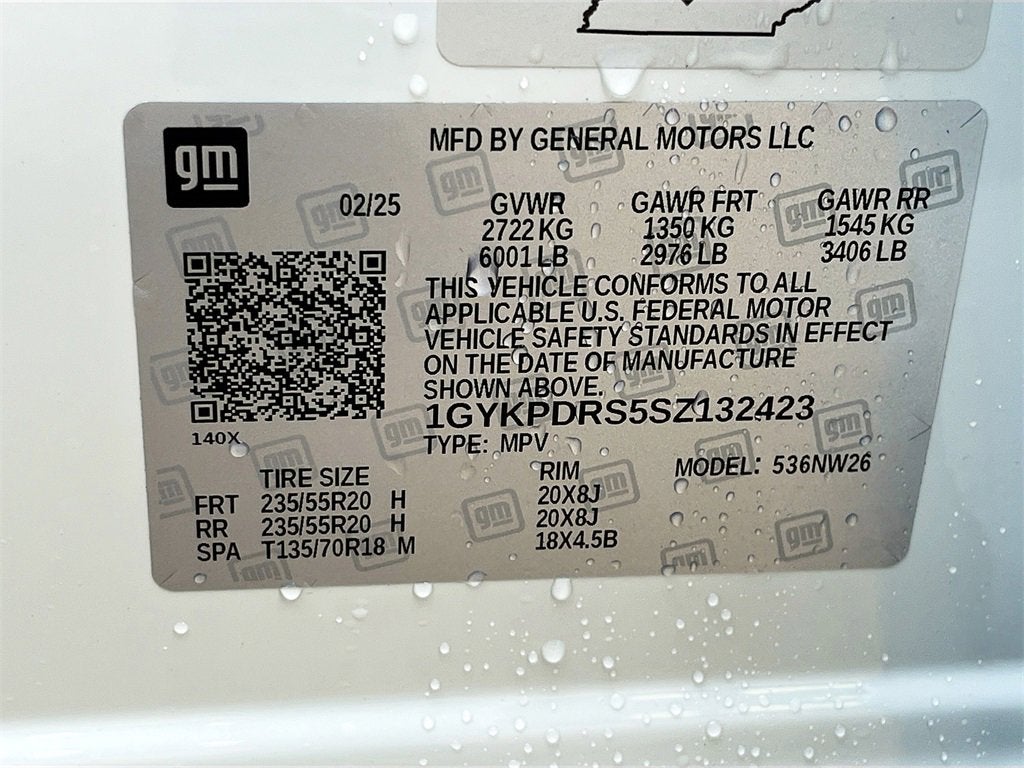 gm
MFD BY GENERAL MOTORS LLC
02/25 GVWR GAWR FRT GAWR RR
2722 KG 1350 KG 1545 KG
6001 LB 2976 LB 3406 LB
THIS VEHICLE CONFORMS TO ALL
APPLICABLE U.S. FEDERAL MOTOR
VEHICLE SAFETY STANDARDS IN EFFECT
ON THE DATE OF MANUFACTURE
SHOWN ABOVE.
1GYKPDRS5SZ132423
140X
TYPE: MPV
MODEL: 536NW26
TIRE SIZE RIM
FRT 235/55R20 H 20X8J
RR 235/55R20 H 20X8J
SPA T135/70R18 M 18X4.5B